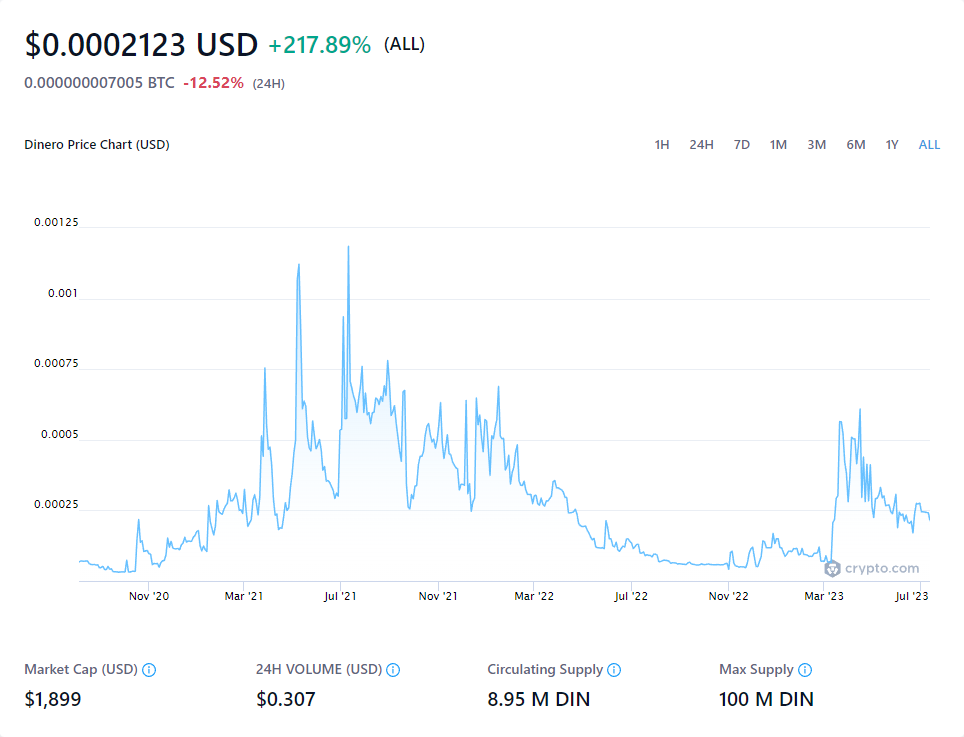 $0.0002123 USD +217.89% (ALL)
0.000000007005 BTC -12.52% (24H)
Dinero Price Chart (USD) 1H 24H 7D 1M 3M 6M 1Y ALL
0.00125
0.001
0.00075
0.0005
0.00025
crypto.com
Nov '20 Mar '21 Jul '21 Nov '21 Mar '22 Jul '22 Nov '22 Mar '23 Jul '23
Market Cap (USD) 24H VOLUME (USD) Circulating Supply Max Supply
$1,899 $0.307 8.95 M DIN 100 M DIN